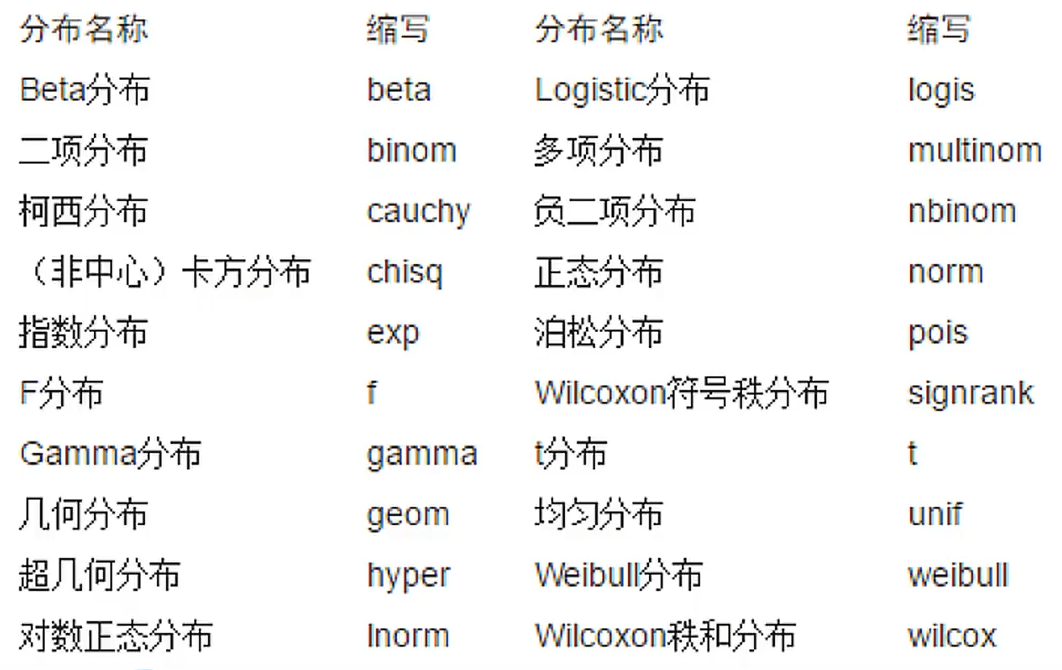 分布名称 缩写 分布名称 缩写
Beta分布 beta Logistic分布 logis
二项分布 binom 多项分布 multinom
柯西分布 cauchy 负二项分布 nbinom
（非中心）卡方分布 chisq 正态分布 norm
指数分布 exp 泊松分布 pois
F分布 f Wilcoxon符号秩分布 signrank
Gamma分布 gamma t分布 t
几何分布 geom 均匀分布 unif
超几何分布 hyper Weibull分布 weibull
对数正态分布 lnorm Wilcoxon秩和分布 wilcox